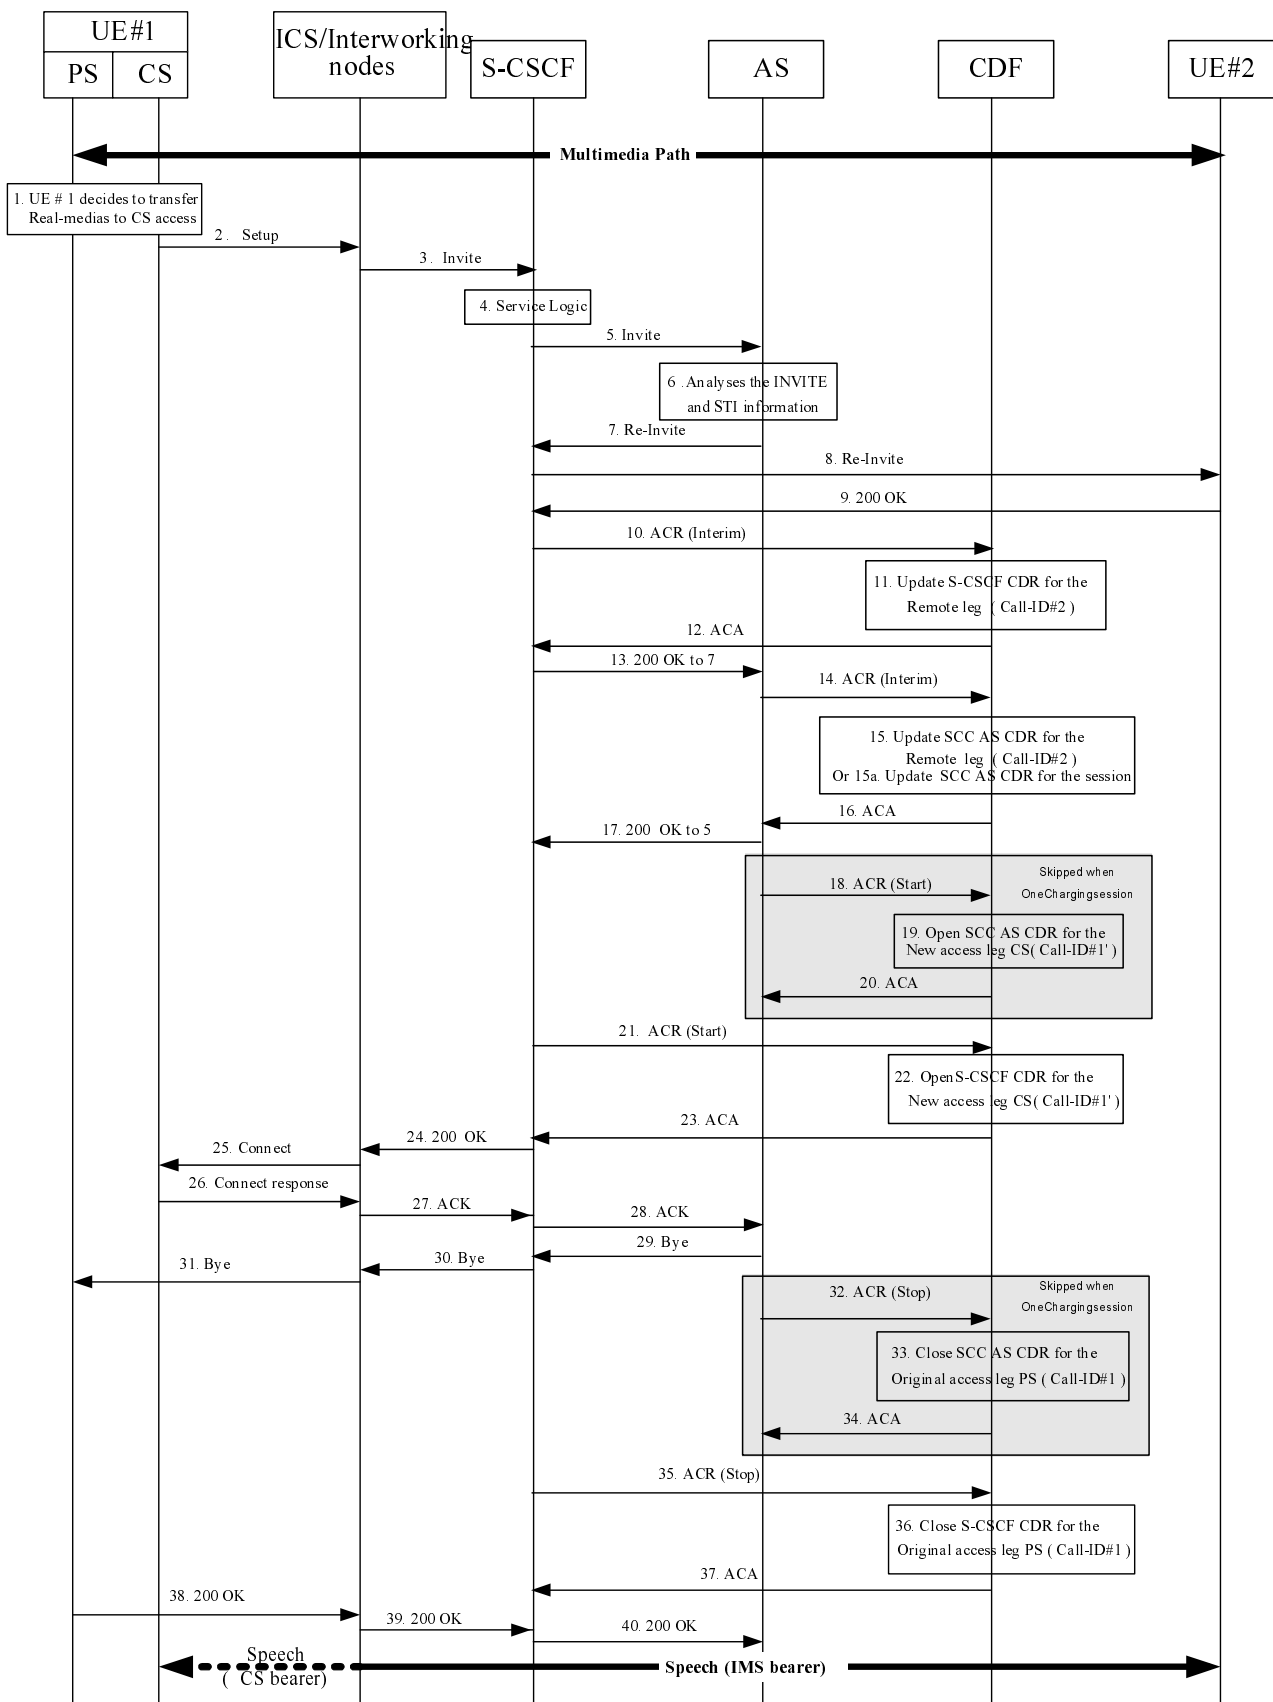 UE#1
PS
CS
ICS/Interworking
nodes
S-CSCF
AS
CDF
UE#2
Multimedia Path
1. UE # 1 decides to transfer
Real-medias to CS access
2 . Setup
3 . Invite
4. Service Logic
5. Invite
6 . Analyses the INVITE
and STI information
7. Re-Invite
8. Re-Invite
9. 200 OK
10. ACR (Interim)
11. Update S-CSCF CDR for the
Remote leg ( Call-ID#2 )
12. ACA
13. 200 OK to 7
14. ACR (Interim)
15. Update SCC AS CDR for the
Remote leg ( Call-ID#2 )
Or 15a. Update SCC AS CDR for the session
16. ACA
17. 200 OK to 5
Skipped when
OneChargingsession
18. ACR (Start)
19. Open SCC AS CDR for the
New access leg CS( Call-ID#1' )
20. ACA
21. ACR (Start)
22. OpenS-CSCF CDR for the
New access leg CS( Call-ID#1' )
23. ACA
24. 200 OK
25. Connect
26. Connect response
27. ACK
28. ACK
29. Bye
30. Bye
31. Bye
Skipped when
OneChargingsession
32. ACR (Stop)
33. Close SCC AS CDR for the
Original access leg PS ( Call-ID#1 )
34. ACA
35. ACR (Stop)
36. Close S-CSCF CDR for the
Original access leg PS ( Call-ID#1 )
37. ACA
38. 200 OK
39. 200 OK
40. 200 OK
Speech
( CS bearer)
Speech (IMS bearer)